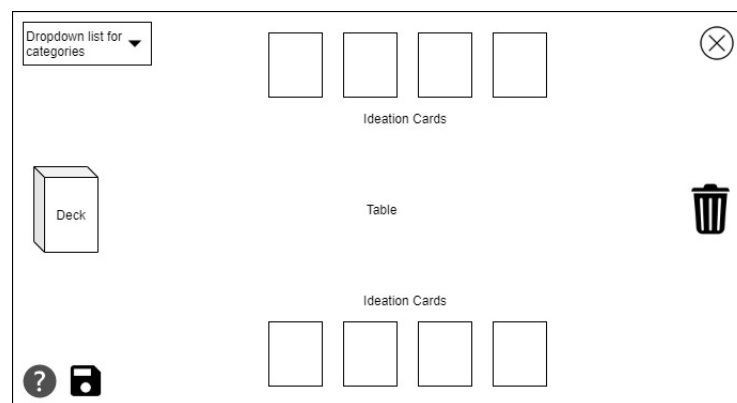 Dropdown list for
categories
Ideation Cards
Deck
Table
Ideation Cards
?